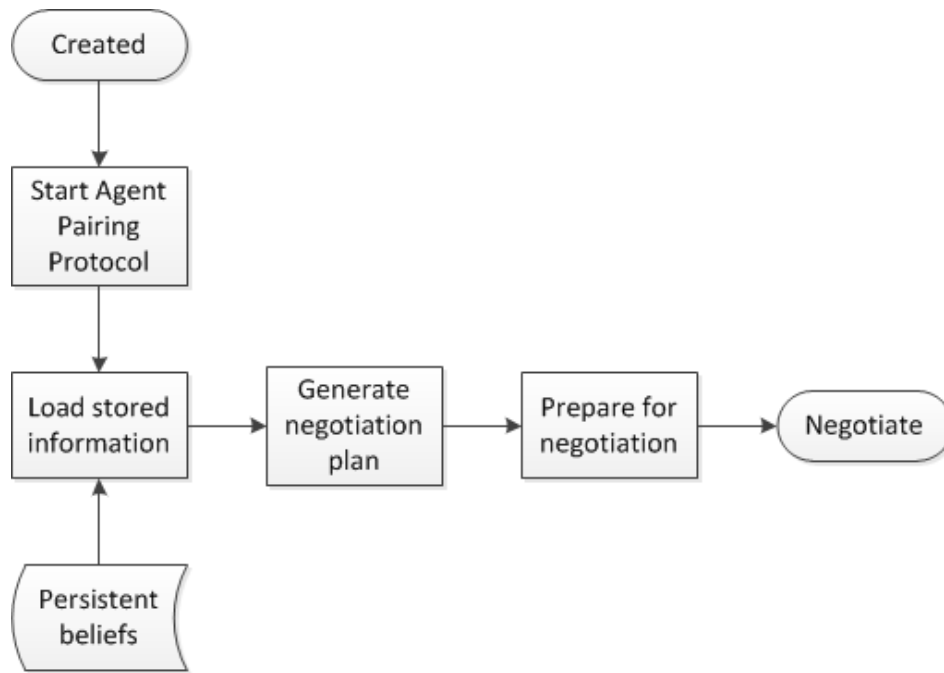 Created
Start Agent
Pairing
Protocol
Load stored
information
Generate
negotiation
plan
Prepare for
negotiation
Negotiate
Persistent
beliefs